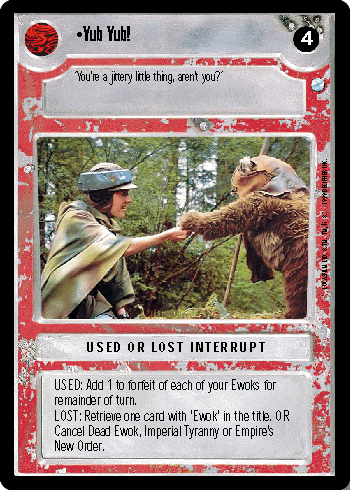 •Yub Yub!
4
'You're a jittery little thing, aren't you?'
USED OR LOST INTERRUPT
USED: Add 1 to forfeit of each of your Ewoks for
remainder of turn.
LOST: Retrieve one card with 'Ewok' in the title. OR
Cancel Dead Ewok, Imperial Tyranny or Empire's
New Order.